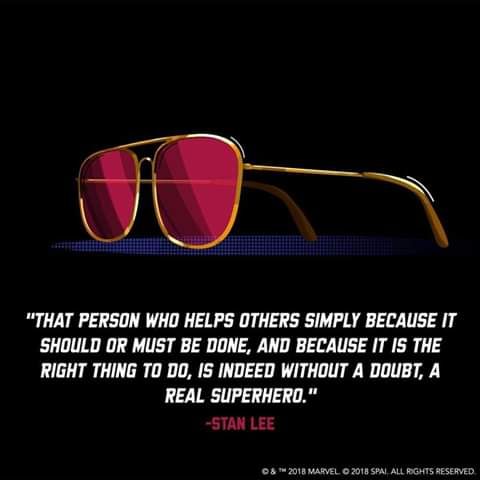 "THAT PERSON WHO HELPS OTHERS SIMPLY BECAUSE IT
SHOULD OR MUST BE DONE, AND BECAUSE IT IS THE
RIGHT THING TO DO, IS INDEED WITHOUT A DOUBT, A
REAL SUPERHERO."
-STAN LEE
© & ™ 2018 MARVEL. © 2018 SPAI. ALL RIGHTS RESERVED.